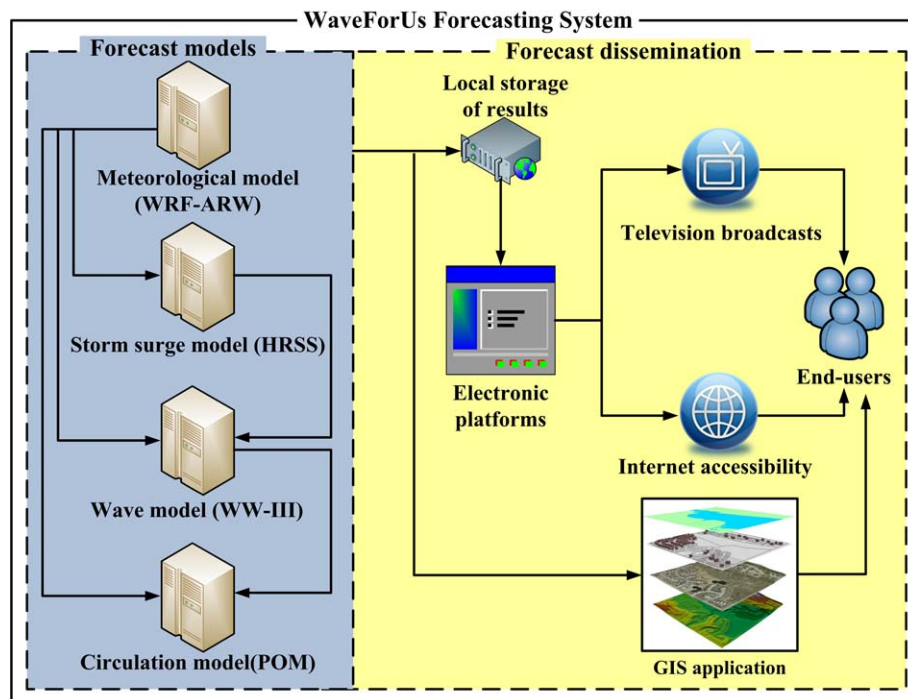 WaveForUs Forecasting System
Forecast models
Meteorological model
(WRF-ARW)
Storm surge model (HRSS)
Wave model (WW-III)
Circulation model(POM)
Forecast dissemination
Local storage
of results
Electronic
platforms
Television broadcasts
Internet accessibility
End-users
GIS application